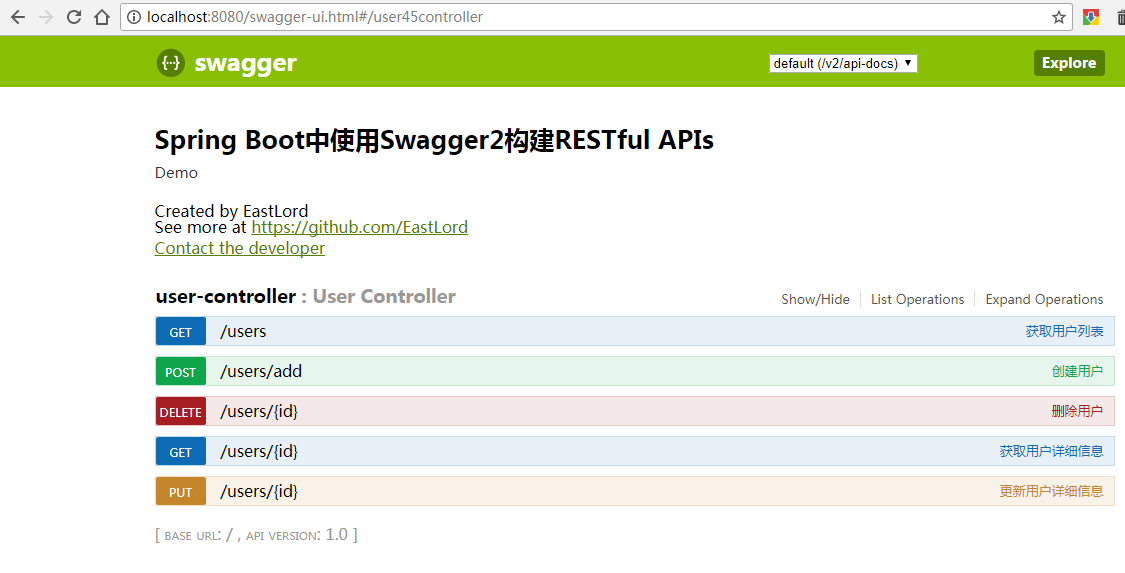 localhost:8080/swagger-ui.html#/user45controller
{··} swagger default (/v2/api-docs) Explore
Spring Boot中使用Swagger2构建RESTful APIs
Demo
Created by EastLord
See more at https://github.com/EastLord
Contact the developer
user-controller : User Controller Show/Hide List Operations Expand Operations
GET /users 获取用户列表
POST /users/add 创建用户
DELETE /users/{id} 删除用户
GET /users/{id} 获取用户详细信息
PUT /users/{id} 更新用户详细信息
[ BASE URL: / , API VERSION: 1.0 ]